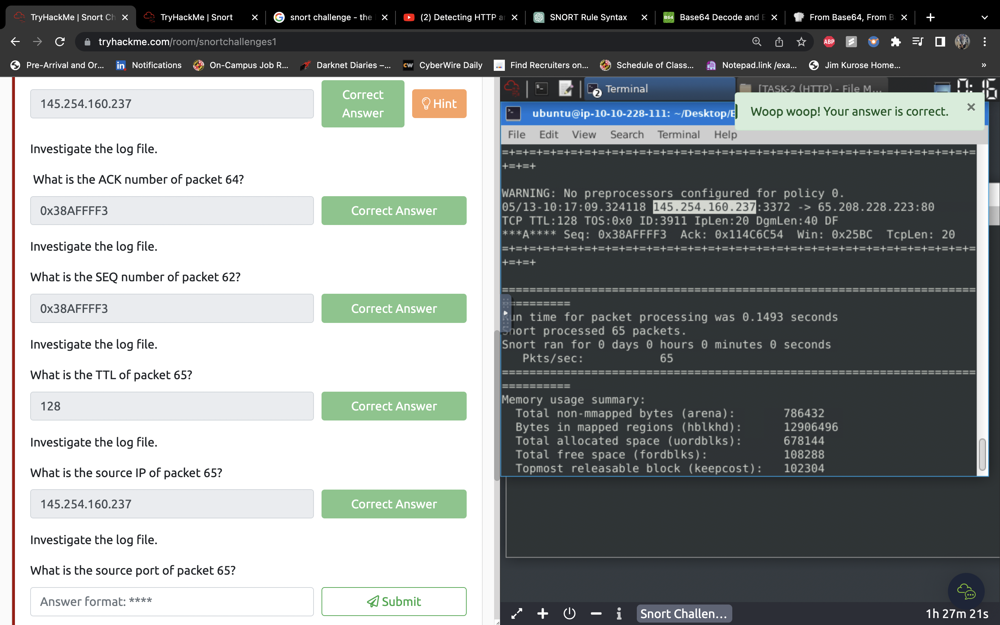 TryHackMe | Snort Ch
TryHackMe | Snort
snort challenge - the
(2) Detecting HTTP a
SNORT Rule Syntax
B64 Base64 Decode and E
From Base64, From B
tryhackme.com/room/snortchallenges1
ABP
Pre-Arrival and Or...
in Notifications
On-Campus Job R...
Darknet Diaries –...
CW CyberWire Daily
Find Recruiters on...
Schedule of Class...
Notepad.link /exa...
Jim Kurose Home...
»
145.254.160.237
Correct
Answer
Hint
Investigate the log file.
What is the ACK number of packet 64?
0x38AFFFF3
Correct Answer
Investigate the log file.
What is the SEQ number of packet 62?
0x38AFFFF3
Correct Answer
Investigate the log file.
What is the TTL of packet 65?
128
Correct Answer
Investigate the log file.
What is the source IP of packet 65?
145.254.160.237
Correct Answer
Investigate the log file.
What is the source port of packet 65?
Answer format: ****
Submit
2 Terminal
[TASK-2 (HTTP) - File M...
Woop woop! Your answer is correct.
ubuntu@ip-10-10-228-111: ~/Desktop/E
File Edit View Search Terminal Help
=+=+=+=+=+=+=+=+=+=+=+=+=+=+=+=+=+=+=+=+=+=+=+=+=+=+=+=+=+=+=+=+=+=+=
+=+=+
WARNING: No preprocessors configured for policy 0.
05/13-10:17:09.324118 145.254.160.237:3372 -> 65.208.228.223:80
TCP TTL:128 TOS:0x0 ID:3911 IpLen:20 DgmLen:40 DF
***A**** Seq: 0x38AFFFF3  Ack: 0x114C6C54  Win: 0x25BC  TcpLen: 20
=+=+=+=+=+=+=+=+=+=+=+=+=+=+=+=+=+=+=+=+=+=+=+=+=+=+=+=+=+=+=+=+=+=+=
+=+=+
=====================================================================
==========
Run time for packet processing was 0.1493 seconds
Snort processed 65 packets.
Snort ran for 0 days 0 hours 0 minutes 0 seconds
Pkts/sec: 65
=====================================================================
==========
Memory usage summary:
Total non-mmapped bytes (arena): 786432
Bytes in mapped regions (hblkhd): 12906496
Total allocated space (uordblks): 678144
Total free space (fordblks): 108288
Topmost releasable block (keepcost): 102304
Snort Challen...
1h 27m 21s